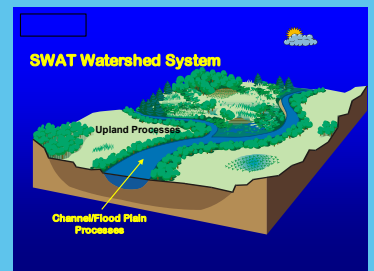 SWAT Watershed System
Upland Processes
Channel/Flood Plain
Processes